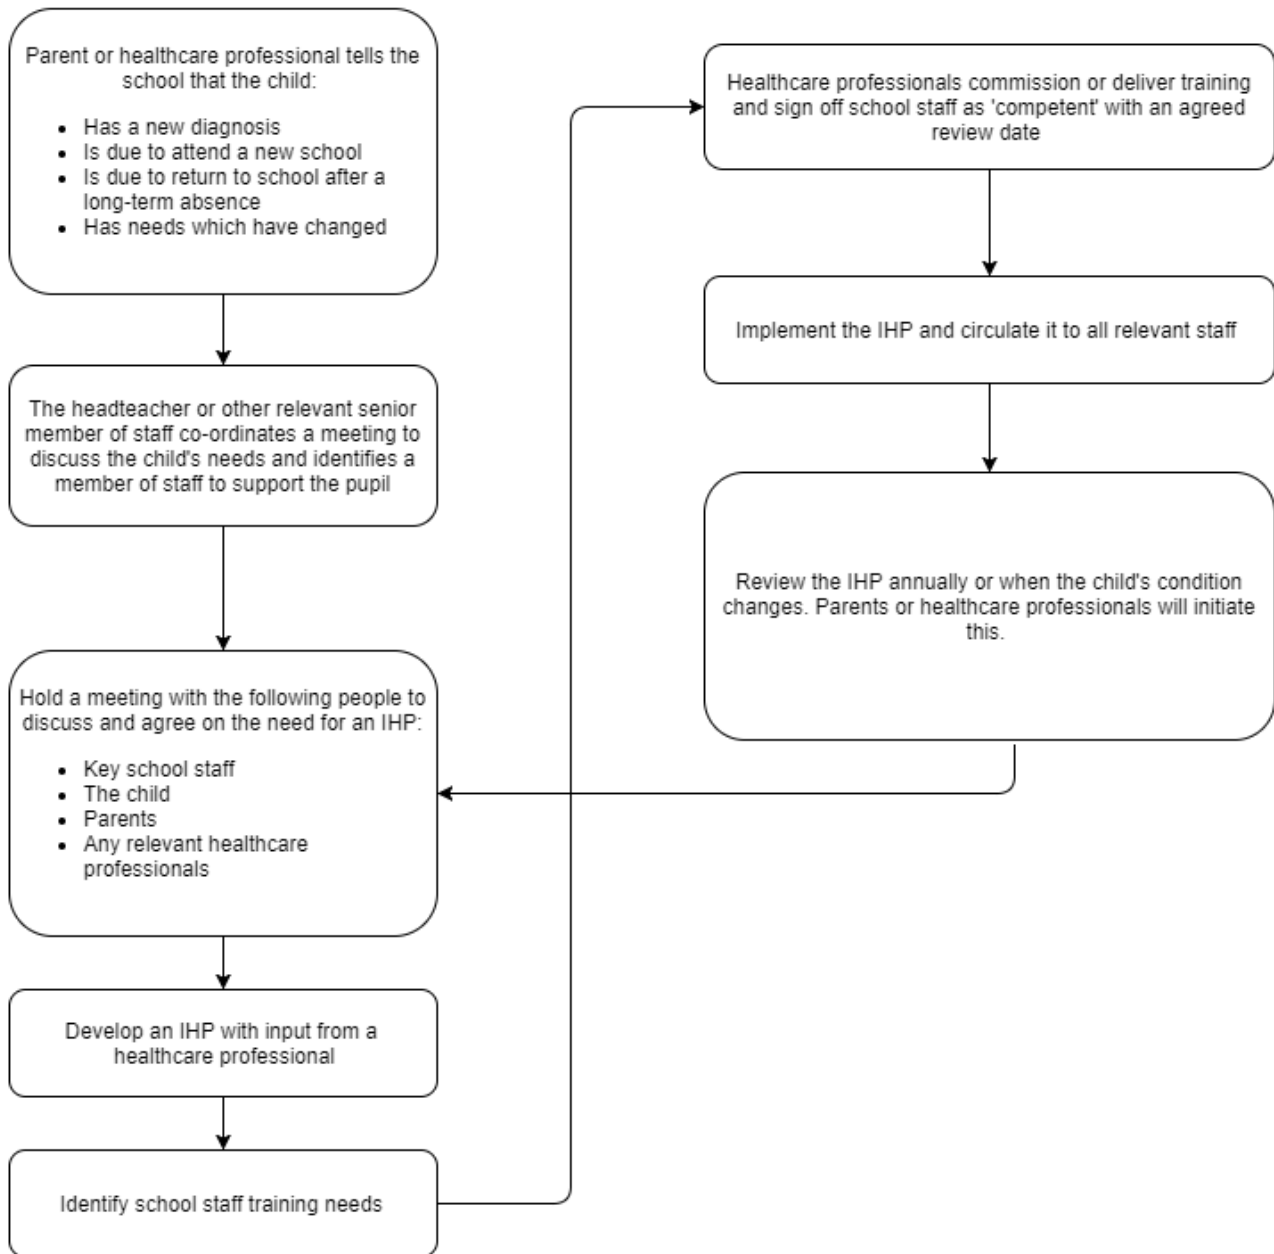 Parent or healthcare professional tells the
school that the child:
• Has a new diagnosis
• Is due to attend a new school
• Is due to return to school after a
long-term absence
• Has needs which have changed
The headteacher or other relevant senior
member of staff co-ordinates a meeting to
discuss the child's needs and identifies a
member of staff to support the pupil
Hold a meeting with the following people to
discuss and agree on the need for an IHP:
• Key school staff
• The child
• Parents
• Any relevant healthcare
professionals
Develop an IHP with input from a
healthcare professional
Identify school staff training needs
Healthcare professionals commission or deliver training
and sign off school staff as 'competent' with an agreed
review date
Implement the IHP and circulate it to all relevant staff
Review the IHP annually or when the child's condition
changes. Parents or healthcare professionals will initiate
this.